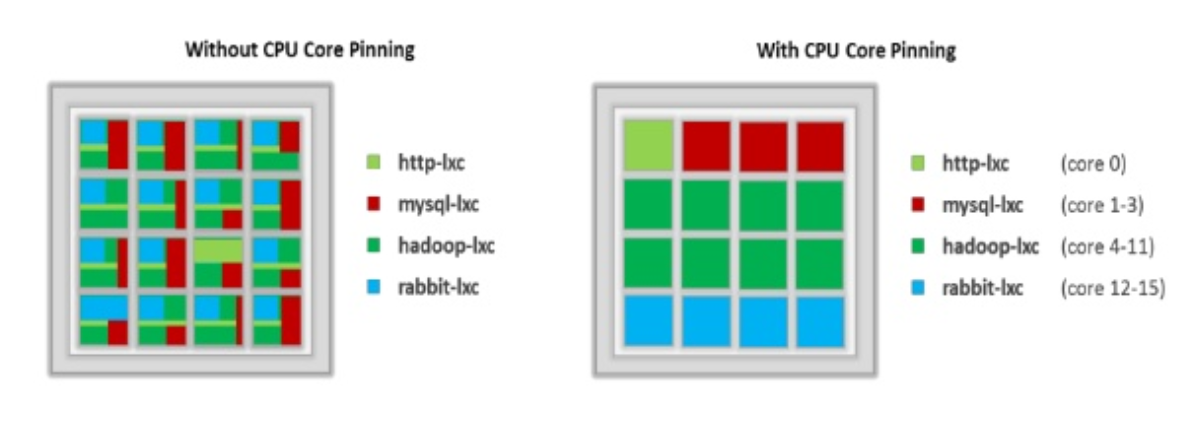 Without CPU Core Pinning
http-lxc
mysql-lxc
hadoop-lxc
rabbit-lxc
With CPU Core Pinning
http-lxc (core 0)
mysql-lxc (core 1-3)
hadoop-lxc (core 4-11)
rabbit-lxc (core 12-15)